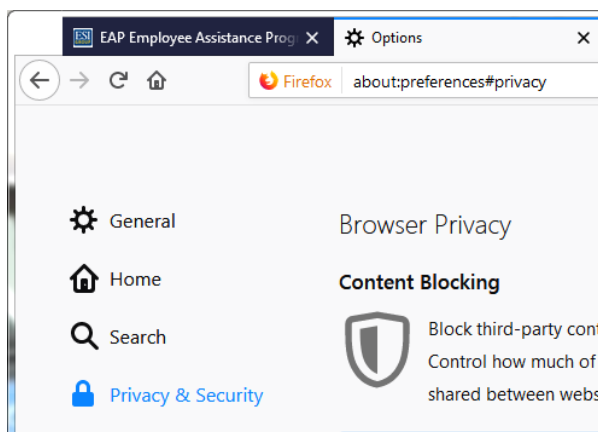 ESI EAP Employee Assistance Prog
Options
Firefox about:preferences#privacy
General
Home
Search
Privacy & Security
Browser Privacy
Content Blocking
Block third-party cont
Control how much of
shared between webs